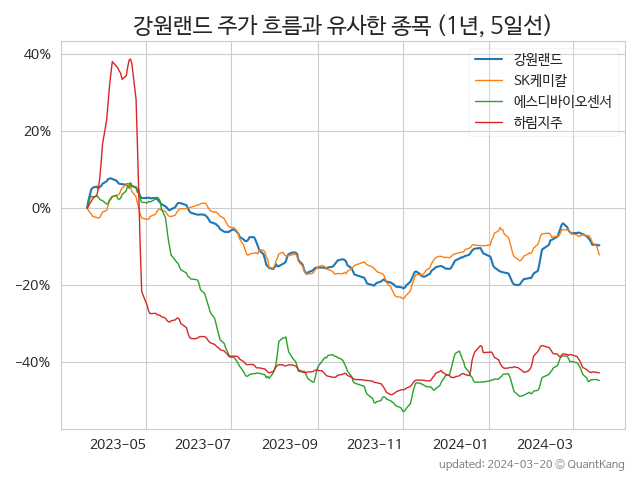 강원랜드 주가 흐름과 유사한 종목 (1년, 5일선)
강원랜드
SK케미칼
에스디바이오센서
하림지주
40%
20%
0%
−20%
−40%
2023-05 2023-07 2023-09 2023-11 2024-01 2024-03
updated: 2024-03-20 © QuantKang